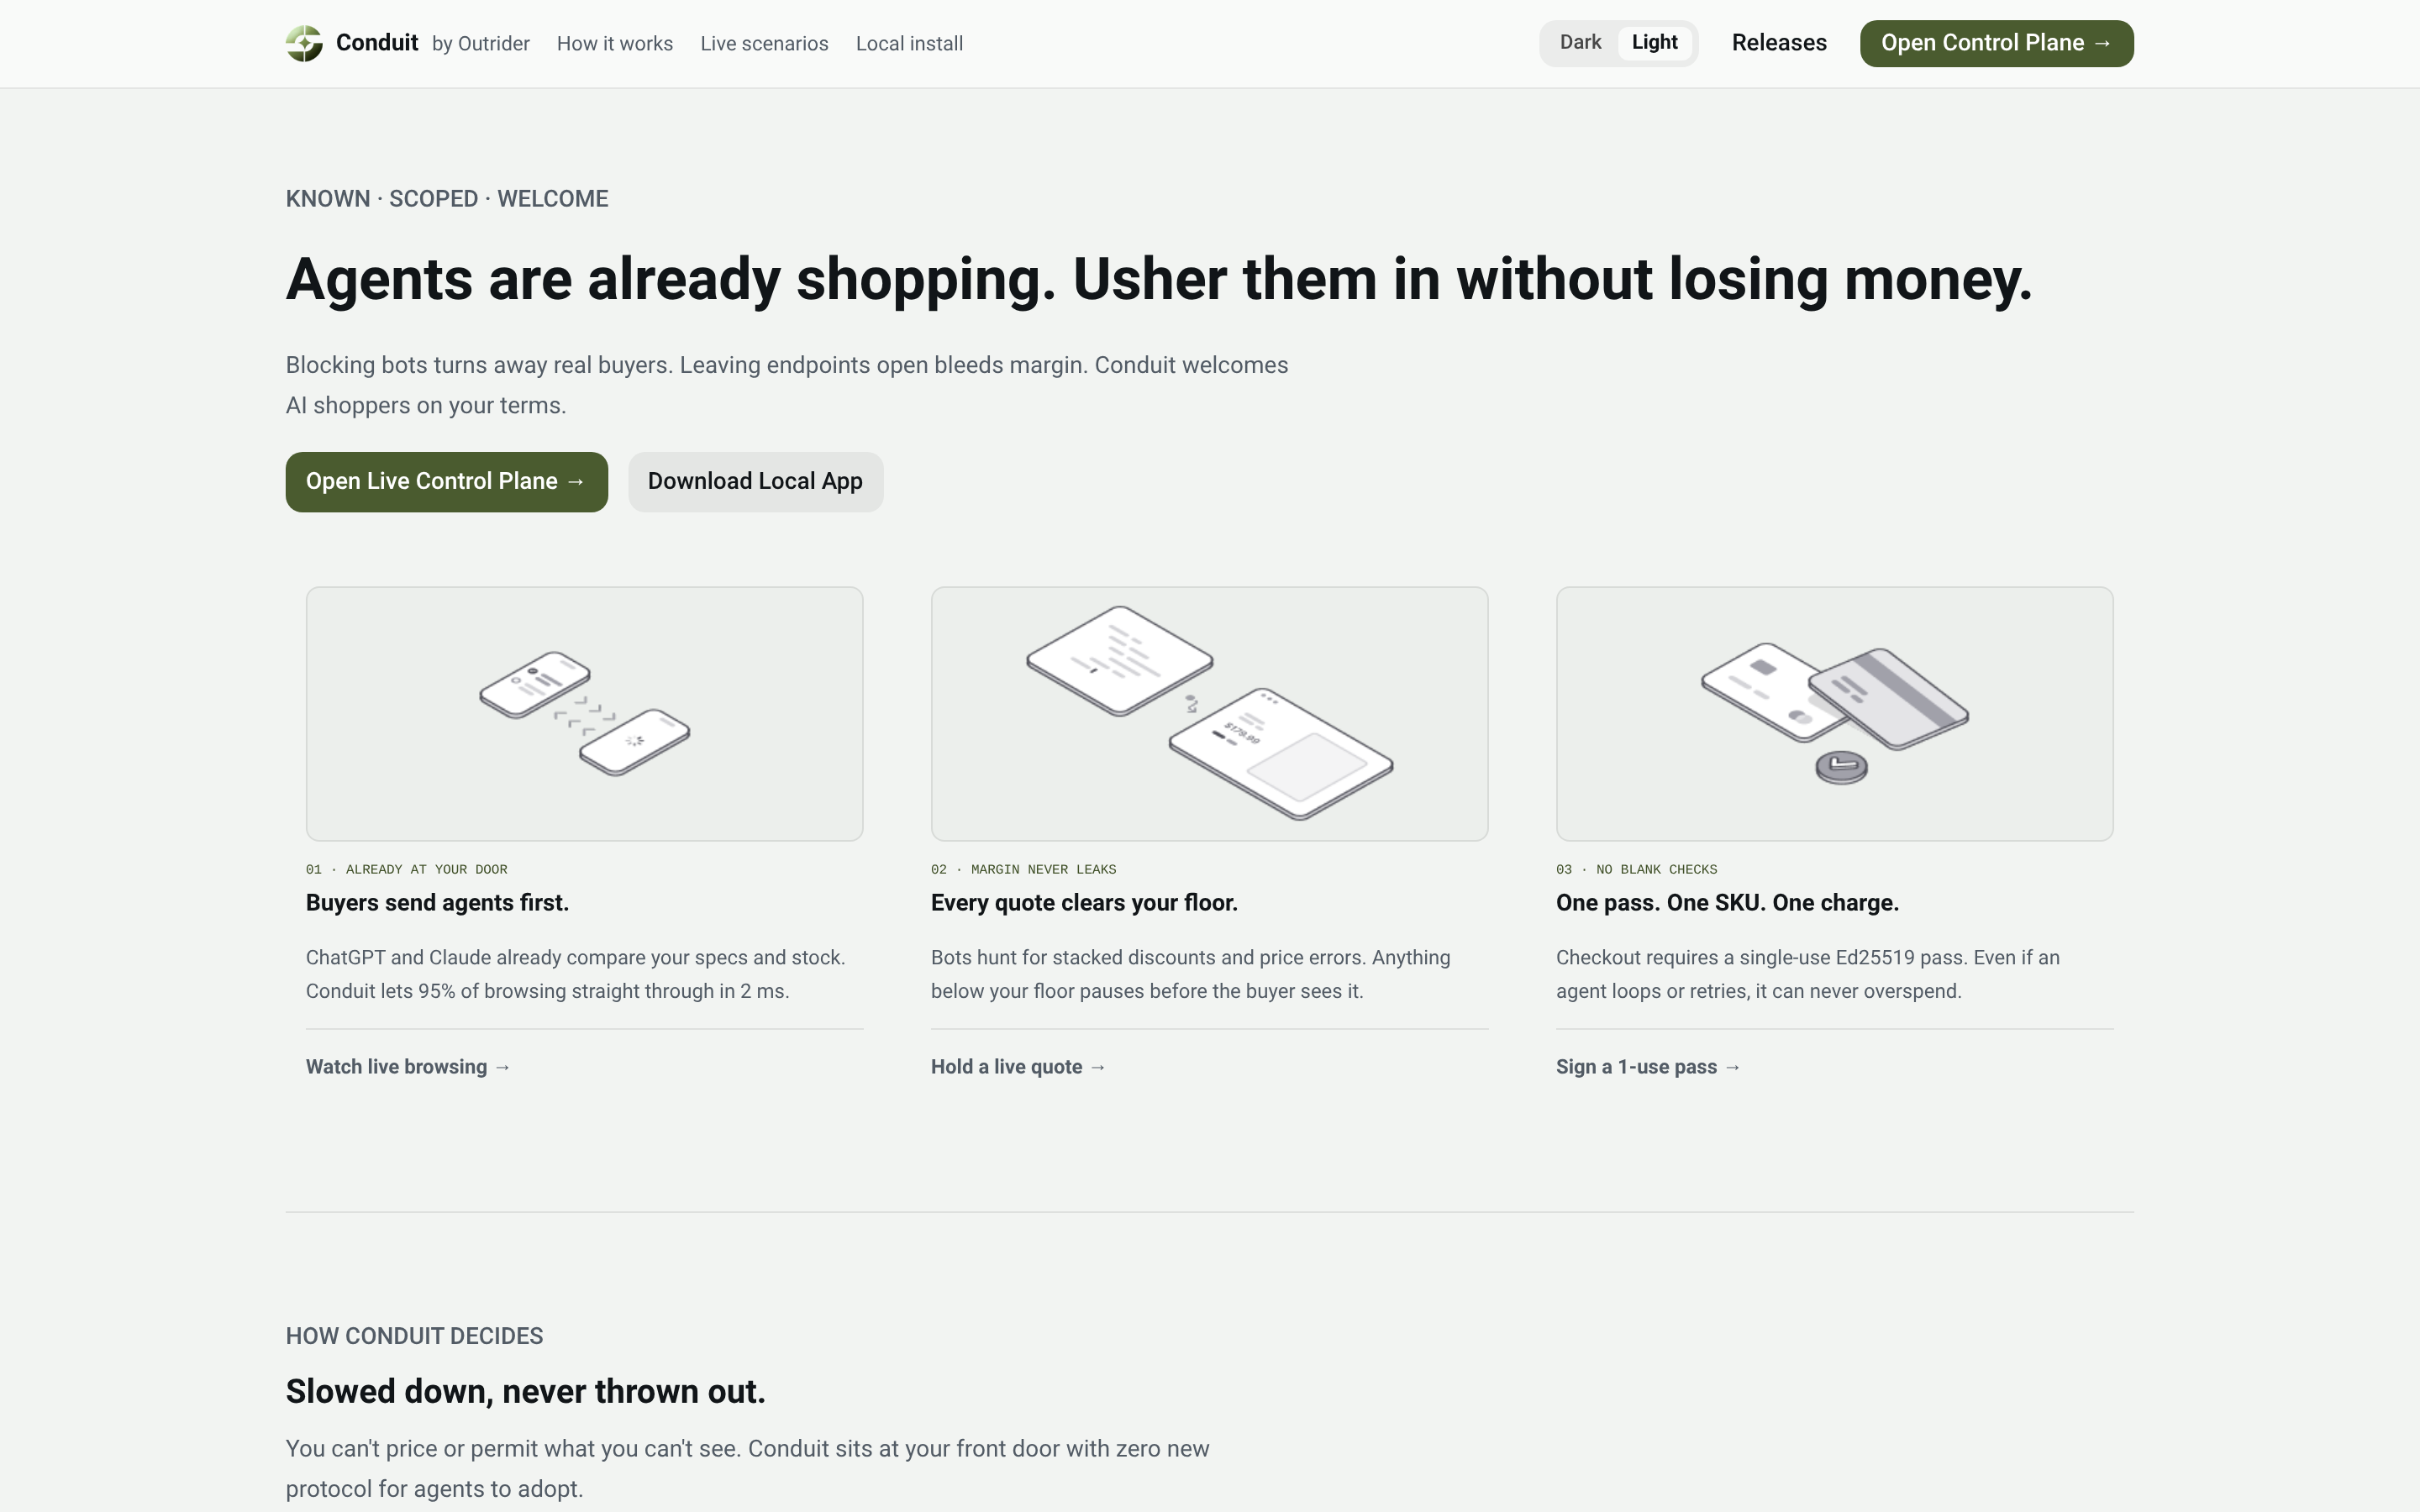 Conduit by Outrider How it works Live scenarios Local install Dark Light Releases Open Control Plane →
KNOWN · SCOPED · WELCOME
Agents are already shopping. Usher them in without losing money.
Blocking bots turns away real buyers. Leaving endpoints open bleeds margin. Conduit welcomes
AI shoppers on your terms.
Open Live Control Plane → Download Local App
$179.99
01 · ALREADY AT YOUR DOOR
Buyers send agents first.
ChatGPT and Claude already compare your specs and stock.
Conduit lets 95% of browsing straight through in 2 ms.
Watch live browsing →
02 · MARGIN NEVER LEAKS
Every quote clears your floor.
Bots hunt for stacked discounts and price errors. Anything
below your floor pauses before the buyer sees it.
Hold a live quote →
03 · NO BLANK CHECKS
One pass. One SKU. One charge.
Checkout requires a single-use Ed25519 pass. Even if an
agent loops or retries, it can never overspend.
Sign a 1-use pass →
HOW CONDUIT DECIDES
Slowed down, never thrown out.
You can't price or permit what you can't see. Conduit sits at your front door with zero new
protocol for agents to adopt.